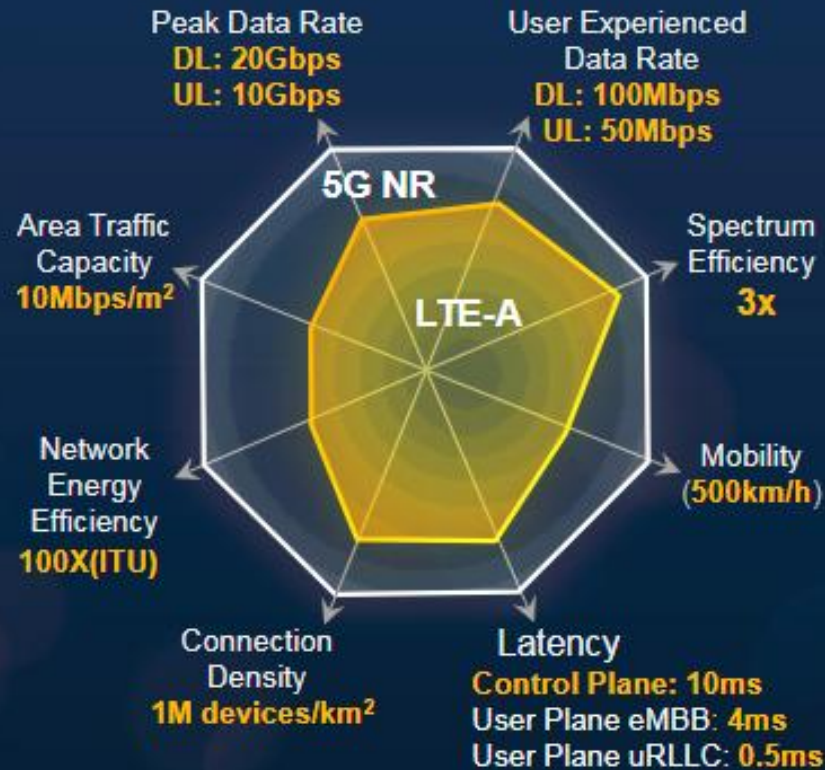 Peak Data Rate
DL: 20Gbps
UL: 10Gbps
User Experienced
Data Rate
DL: 100Mbps
UL: 50Mbps
5G NR
Area Traffic
Capacity
10Mbps/m²
Spectrum
Efficiency
3x
LTE-A
Network
Energy
Efficiency
100X(ITU)
Mobility
(500km/h)
Connection
Density
1M devices/km²
Latency
Control Plane: 10ms
User Plane eMBB: 4ms
User Plane uRLLC: 0.5ms